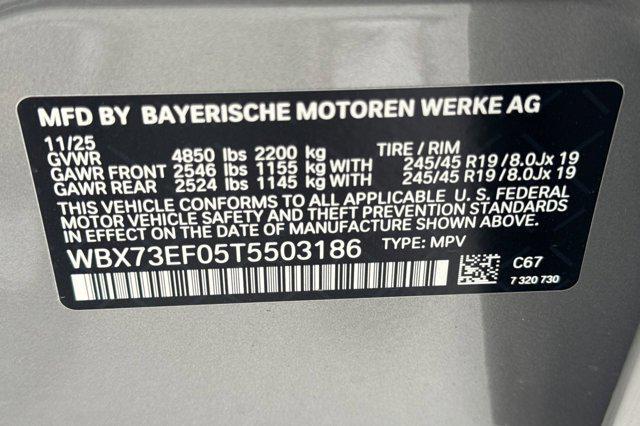 MFD BY BAYERISCHE MOTOREN WERKE AG
11/25
GVWR 4850 lbs 2200 kg TIRE / RIM
GAWR FRONT 2546 lbs 1155 kg WITH 245/45 R19/8.0Jx 19
GAWR REAR 2524 lbs 1145 kg WITH 245/45 R19/8.0Jx 19
THIS VEHICLE CONFORMS TO ALL APPLICABLE U. S. FEDERAL
MOTOR VEHICLE SAFETY AND THEFT PREVENTION STANDARDS
IN EFFECT ON THE DATE OF MANUFACTURE SHOWN ABOVE.
WBX73EF05T5503186 TYPE: MPV
C67
7 320 730